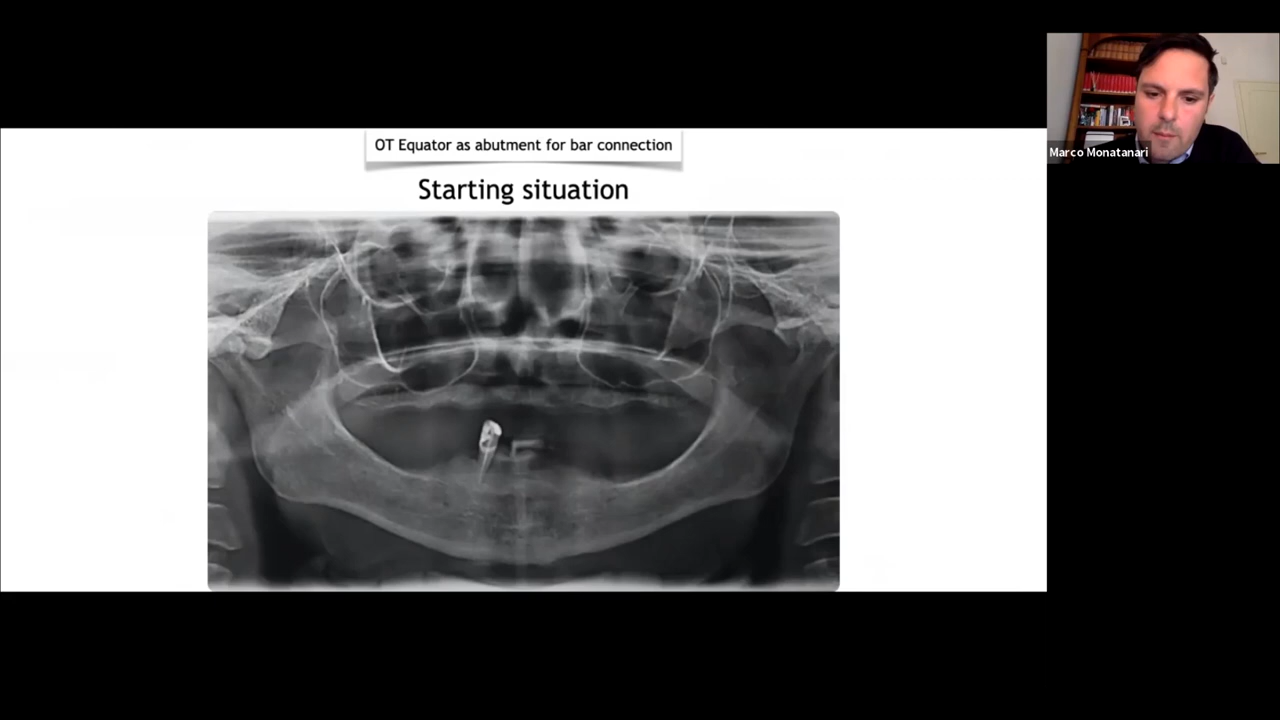 OT Equator as abutment for bar connection
Starting situation
Marco Monatanari